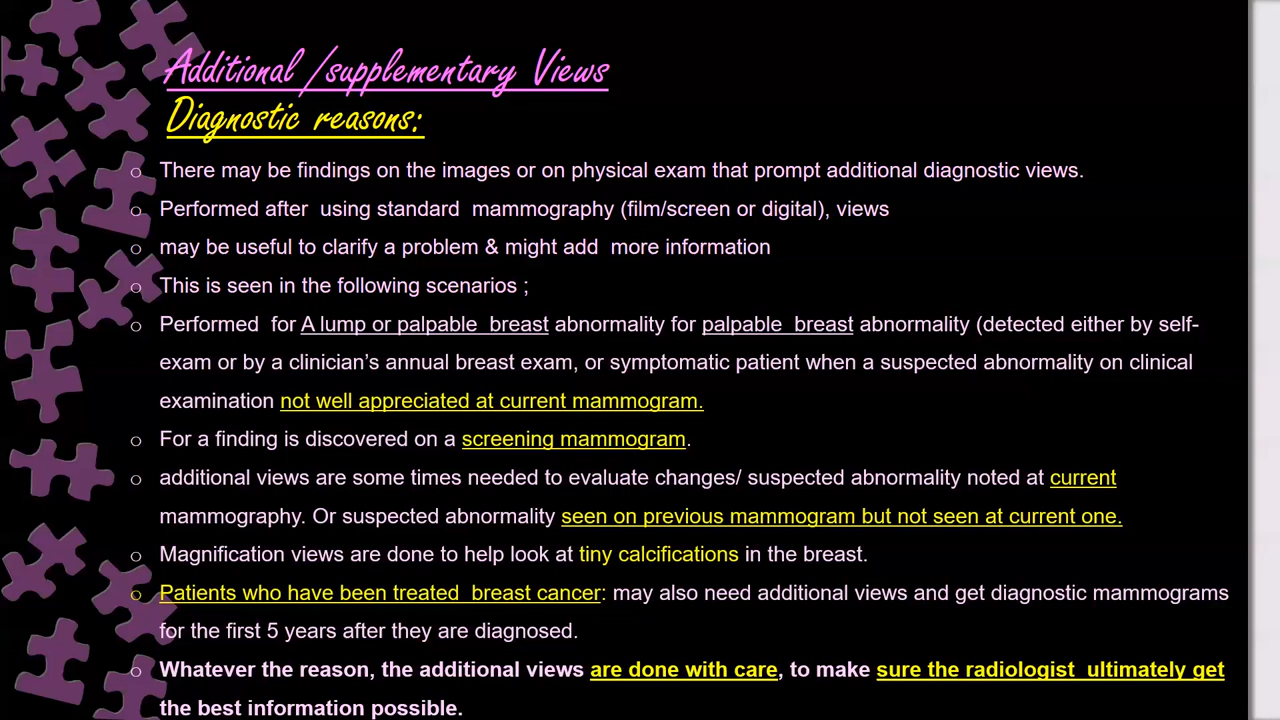 Additional /supplementary Views
Diagnostic reasons:
o There may be findings on the images or on physical exam that prompt additional diagnostic views.
o Performed after  using standard  mammography (film/screen or digital), views
o may be useful to clarify a problem & might add  more information
o This is seen in the following scenarios ;
o Performed  for A lump or palpable  breast abnormality for palpable  breast abnormality (detected either by self-
exam or by a clinician’s annual breast exam, or symptomatic patient when a suspected abnormality on clinical
examination not well appreciated at current mammogram.
o For a finding is discovered on a screening mammogram.
o additional views are some times needed to evaluate changes/ suspected abnormality noted at current
mammography. Or suspected abnormality seen on previous mammogram but not seen at current one.
o Magnification views are done to help look at tiny calcifications in the breast.
o Patients who have been treated  breast cancer: may also need additional views and get diagnostic mammograms
for the first 5 years after they are diagnosed.
o Whatever the reason, the additional views are done with care, to make sure the radiologist  ultimately get
the best information possible.